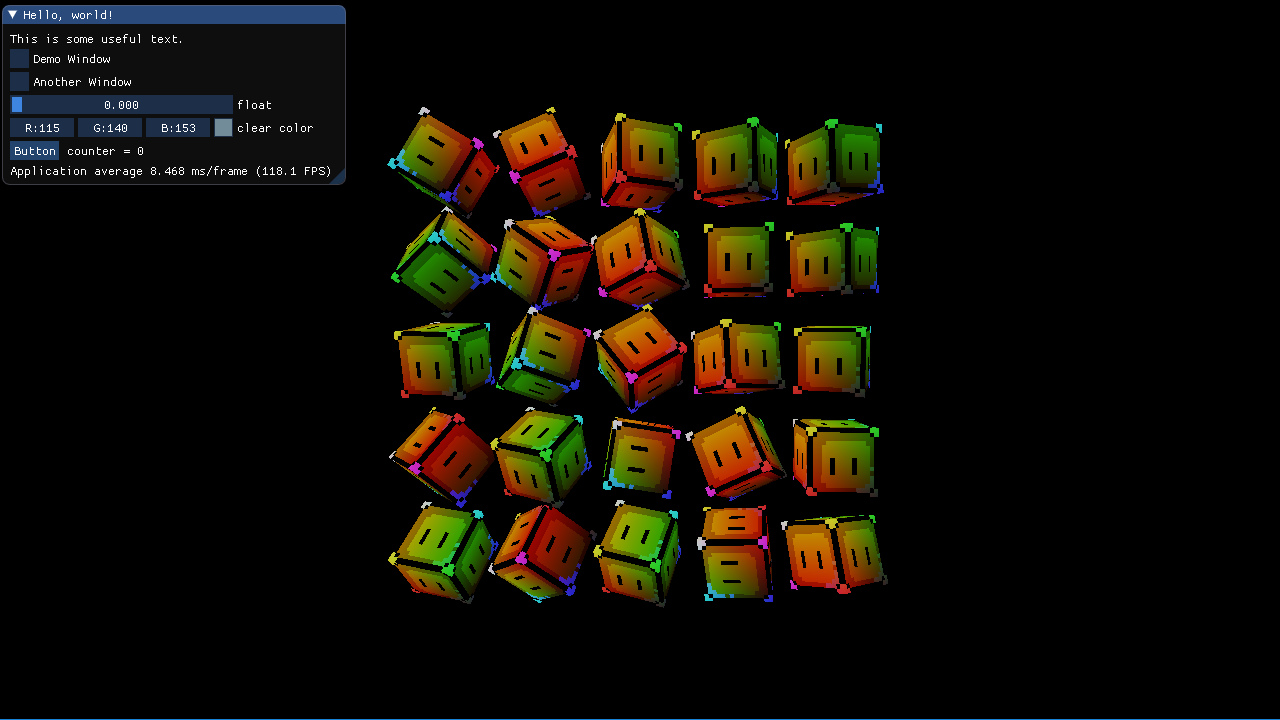 Hello, world!
This is some useful text.
Demo Window
Another Window
0.000 float
R:115 G:140 B:153 clear color
Button counter = 0
Application average 8.468 ms/frame (118.1 FPS)